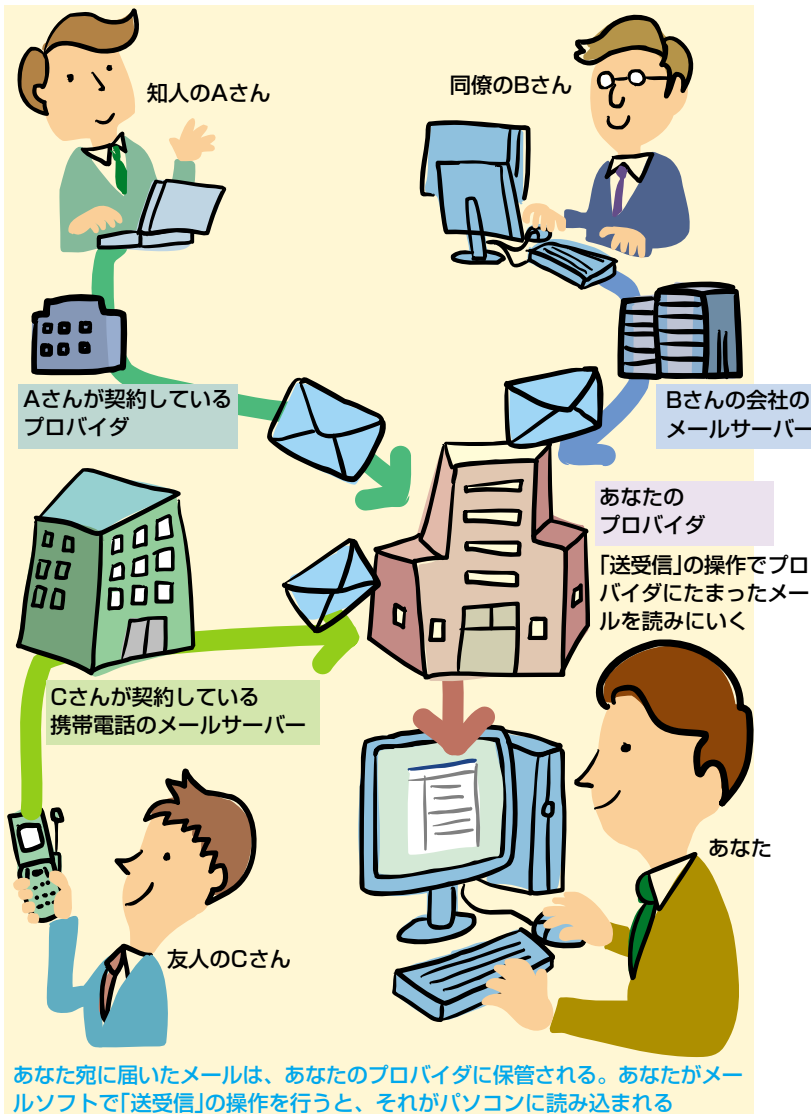 知人のAさん
同僚のBさん
Aさんが契約している
プロバイダ
Bさんの会社の
メールサーバー
あなたの
プロバイダ
「送受信」の操作でプロ
バイダにたまったメー
ルを読みにいく
Cさんが契約している
携帯電話のメールサーバー
あなた
友人のCさん
あなた宛に届いたメールは、あなたのプロバイダに保管される。あなたがメー
ルソフトで「送受信」の操作を行うと、それがパソコンに読み込まれる